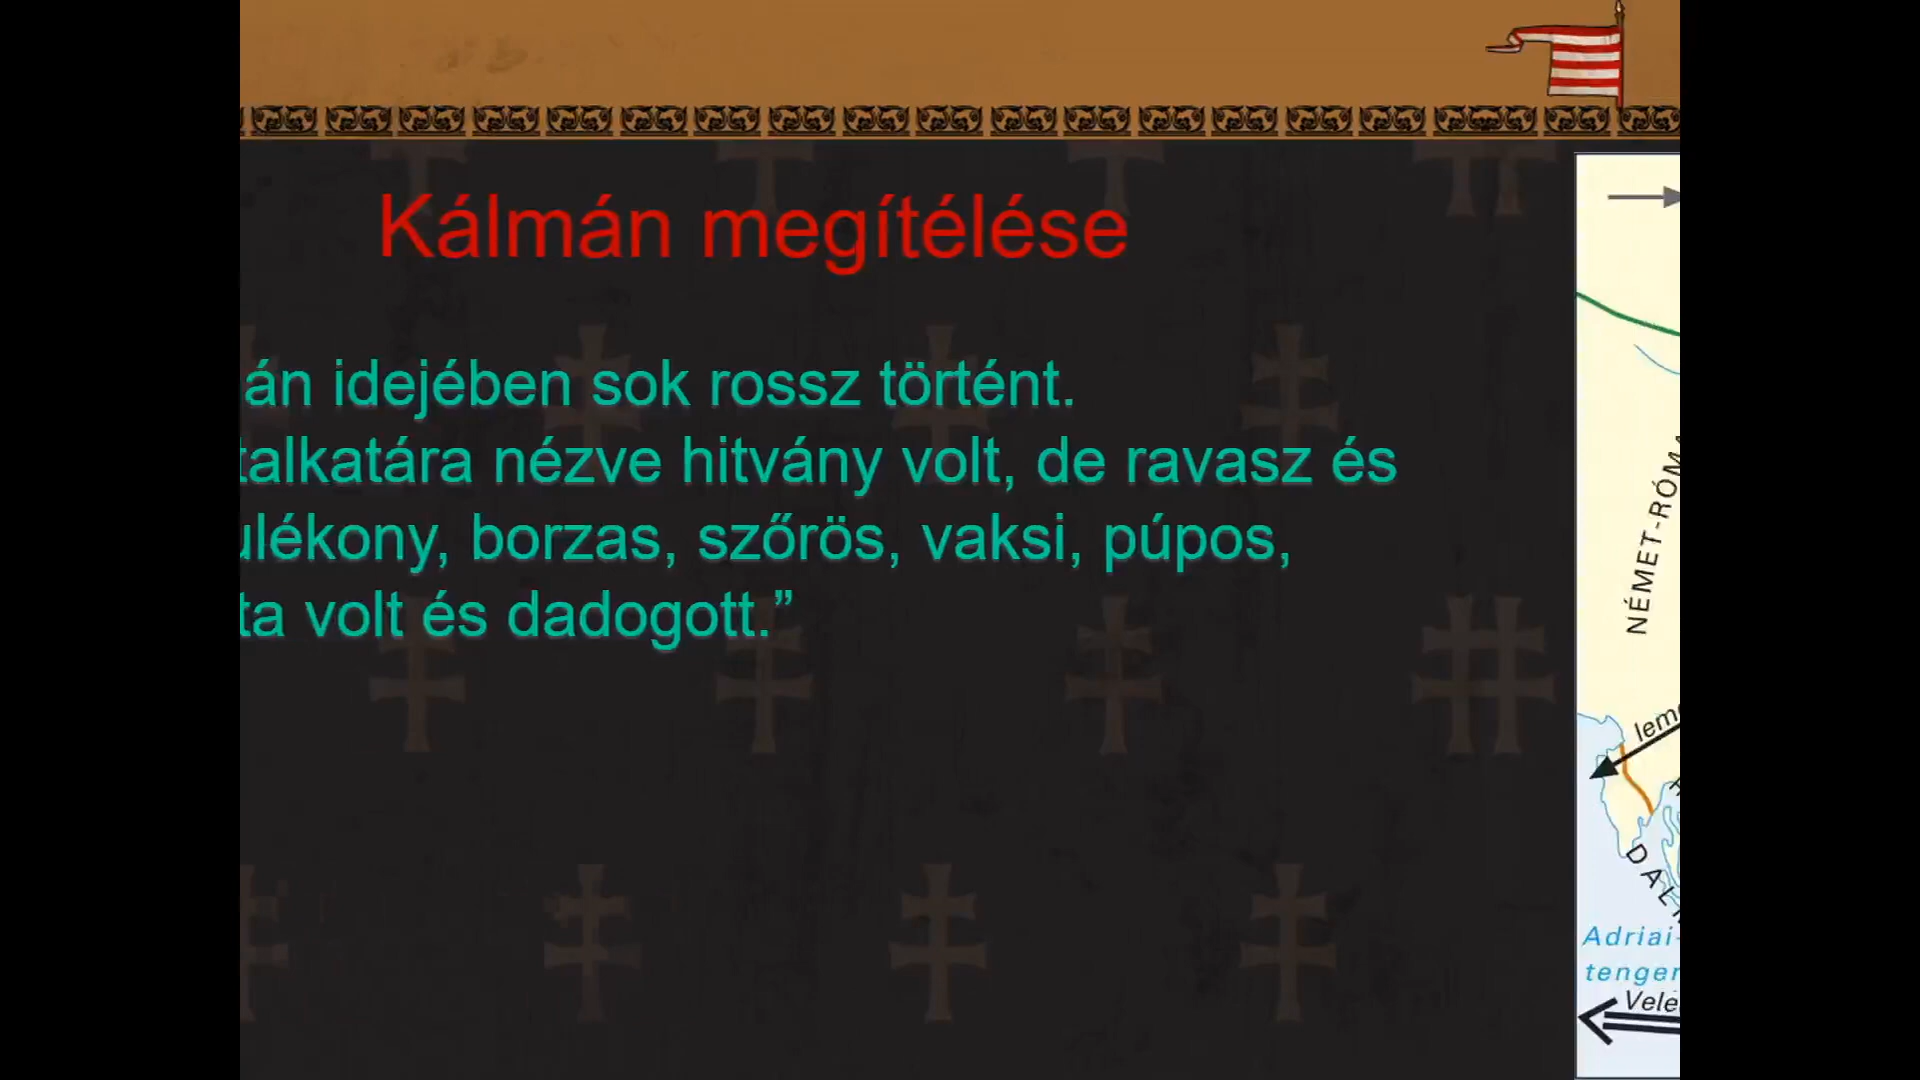 Kálmán megítélése
án idejében sok rossz történt.
talkatára nézve hitvány volt, de ravasz és
ulékony, borzas, szőrös, vaksi, púpos,
ta volt és dadogott.”
NÉMET-RÓM
Adriai-
tenger
Vele
DAL